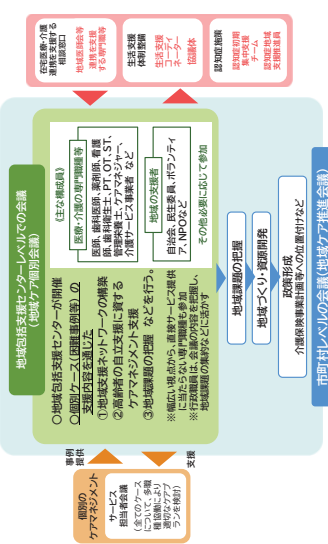 地域包括支援センターレベルでの会議
（地域ケア個別会議）
○地域包括支援センターが開催
○個別ケース（困難事例等）の
支援内容を通じた
①地域支援ネットワークの構築
②高齢者の自立支援に資する
ケアマネジメント支援
③地域課題の把握　などを行う。
※幅広い視点から、直接サービス提供
に当たらない専門職種も参加
※行政職員は、会議の内容を把握し、
地域課題の集約などに活かす
《主な構成員》
医療・介護の専門職種等
医師、歯科医師、薬剤師、看護
師、歯科衛生士、PT、OT、ST、
管理栄養士、ケアマネジャー、
介護サービス事業者　など
地域の支援者
自治会、民生委員、ボランティ
ア、NPOなど
その他必要に応じて参加
在宅医療・介護
連携を支援する
相談窓口
地域医師会等
連携を支援
する専門職等
生活支援
体制整備
生活支援
コーディ
ネーター
協議体
認知症施策
認知症初期
集中支援
チーム
認知症地域
支援推進員
事例
提供
支援
個別の
ケアマネジメント
サービス
担当者会議
（全てのケース
について、多職
種協働により
適切なケアプ
ランを検討）
地域課題の把握
地域づくり・資源開発
政策形成
介護保険事業計画等への位置付けなど
市町村レベルの会議（地域ケア推進会議）